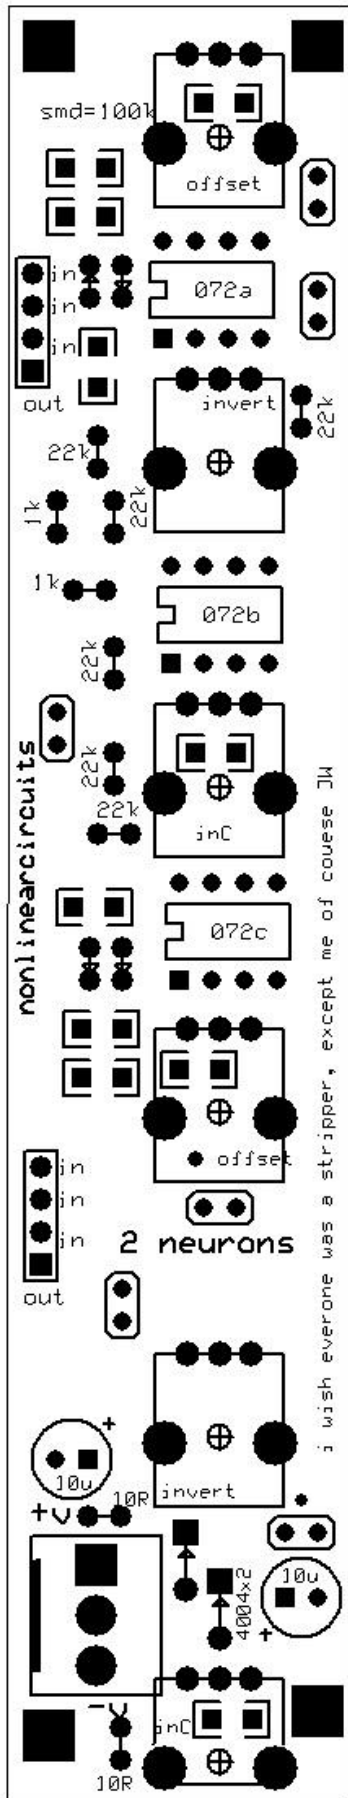 smd=100k
offset
in
072a
in
in
out
invert
22k
22k
1k
22k
1k
072b
22k
nonlinearcircuits
22k
22k
inC
i wish everone was a stripper, except me of couese JW
072c
offset
in
in
in
2 neurans
out
+
10u
invert
10R
+V
10u
+
4004x2
-V
inC
10R